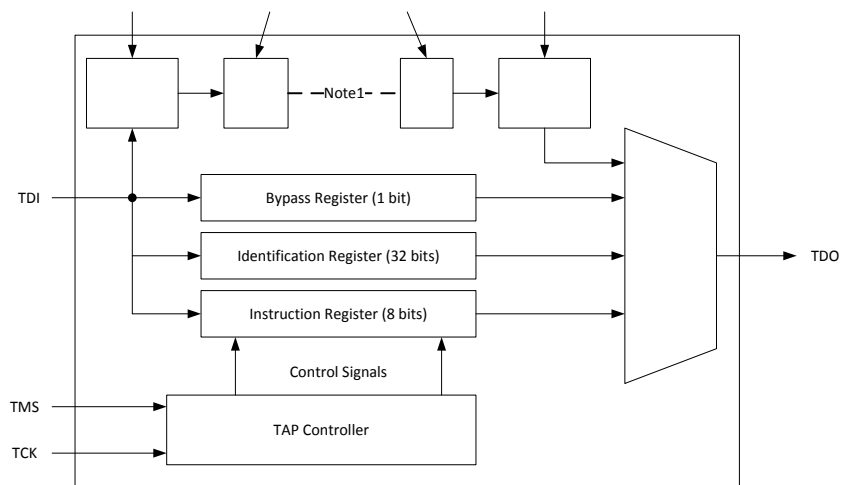 Note1
TDI
Bypass Register (1 bit)
Identification Register (32 bits)
TDO
Instruction Register (8 bits)
Control Signals
TMS
TAP Controller
TCK